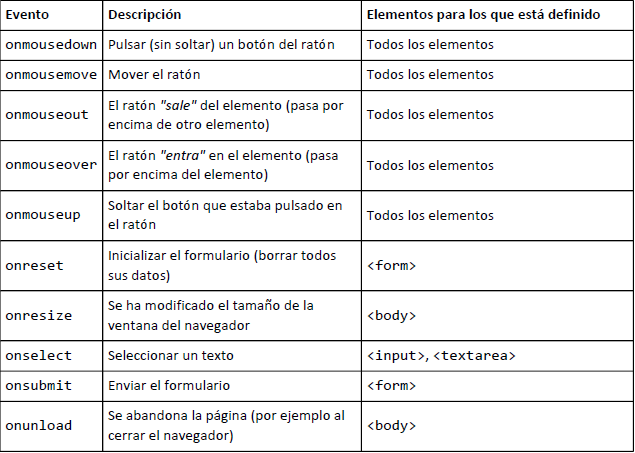 Evento Descripción Elementos para los que está definido
onmousedown Pulsar (sin soltar) un botón del ratón Todos los elementos
onmousemove Mover el ratón Todos los elementos
onmouseout El ratón "sale" del elemento (pasa por
encima de otro elemento) Todos los elementos
onmouseover El ratón "entra" en el elemento (pasa
por encima del elemento) Todos los elementos
onmouseup Soltar el botón que estaba pulsado en
el ratón Todos los elementos
onreset Inicializar el formulario (borrar todos
sus datos) <form>
onresize Se ha modificado el tamaño de la
ventana del navegador <body>
onselect Seleccionar un texto <input>, <textarea>
onsubmit Enviar el formulario <form>
onunload Se abandona la página (por ejemplo al
cerrar el navegador) <body>